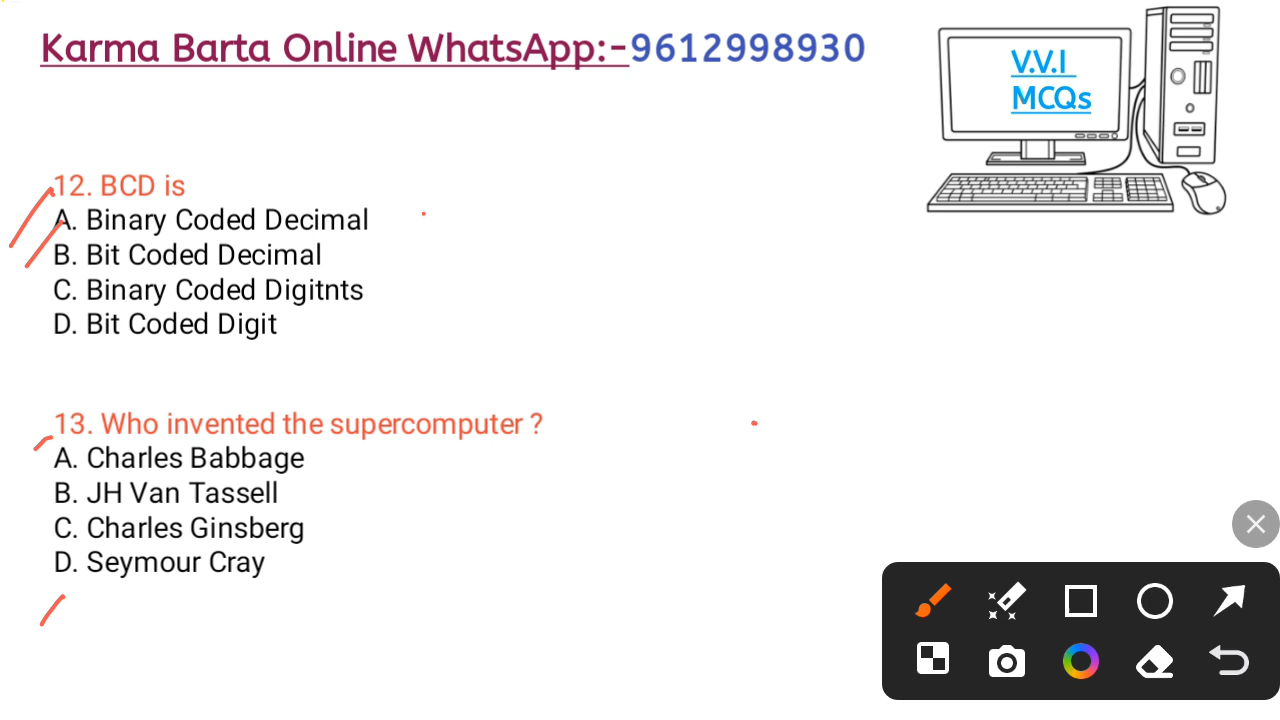 Karma Barta Online WhatsApp:-9612998930
V.V.I
MCQs
12. BCD is
A. Binary Coded Decimal
B. Bit Coded Decimal
C. Binary Coded Digitnts
D. Bit Coded Digit
13. Who invented the supercomputer ?
A. Charles Babbage
B. JH Van Tassell
C. Charles Ginsberg
D. Seymour Cray